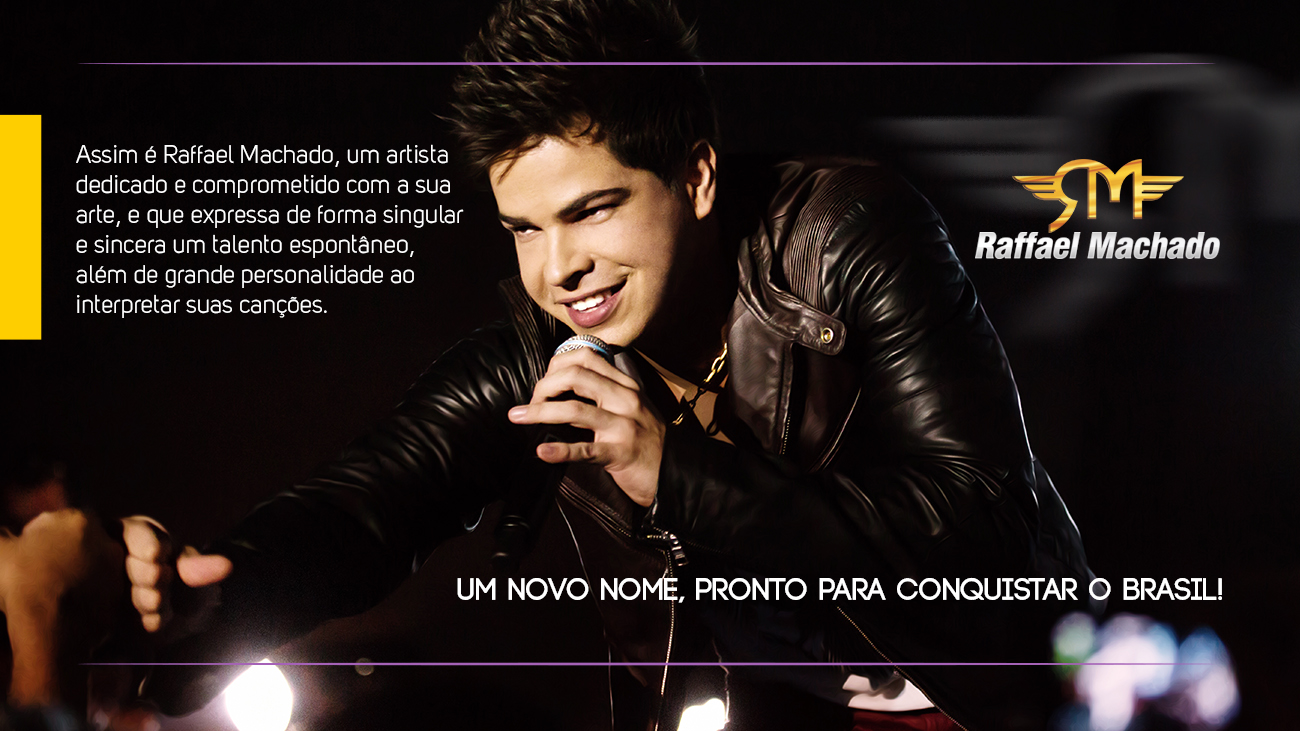 Assim é Raffael Machado, um artista
dedicado e comprometido com a sua
arte, e que expressa de forma singular
e sincera um talento espontâneo,
além de grande personalidade ao
interpretar suas canções.
RM
Raffael Machado
UM NOVO NOME, PRONTO PARA CONQUISTAR O BRASIL!